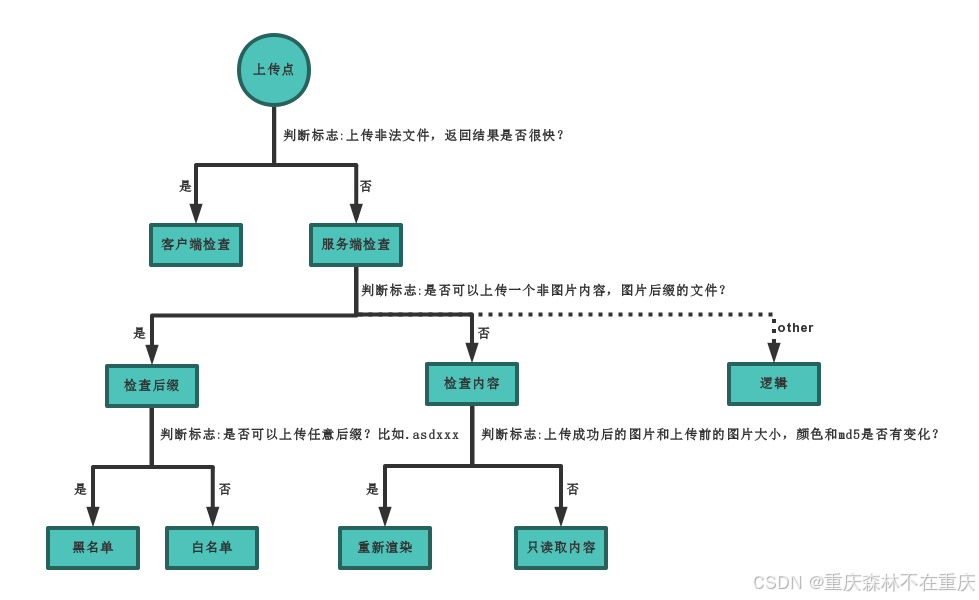 上传点
判断标志:上传非法文件，返回结果是否很快?
是
否
客户端检查
服务端检查
判断标志:是否可以上传一个非图片内容，图片后缀的文件?
是
否
other
检查后缀
检查内容
逻辑
判断标志:是否可以上传任意后缀? 比如.asdxxx
判断标志:上传成功后的图片和上传前的图片大小，颜色和md5是否有变化?
是
否
是
否
黑名单
白名单
重新渲染
只读取内容
CSDN @重庆森林不在重庆